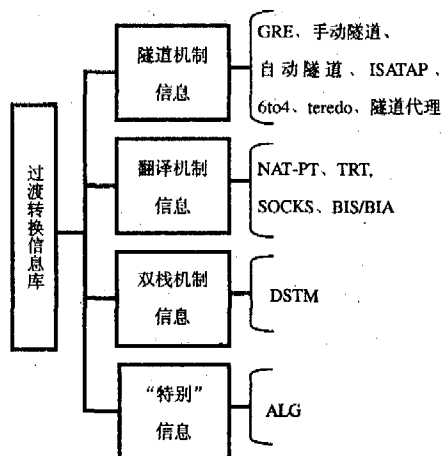 过渡转换信息库
隧道机制
信息
GRE、手动隧道、
自动隧道、ISATAP、
6to4、teredo、隧道代理
翻译机制
信息
NAT-PT、TRT,
SOCKS、BIS/BIA
双栈机制
信息
DSTM
“特别”
信息
ALG